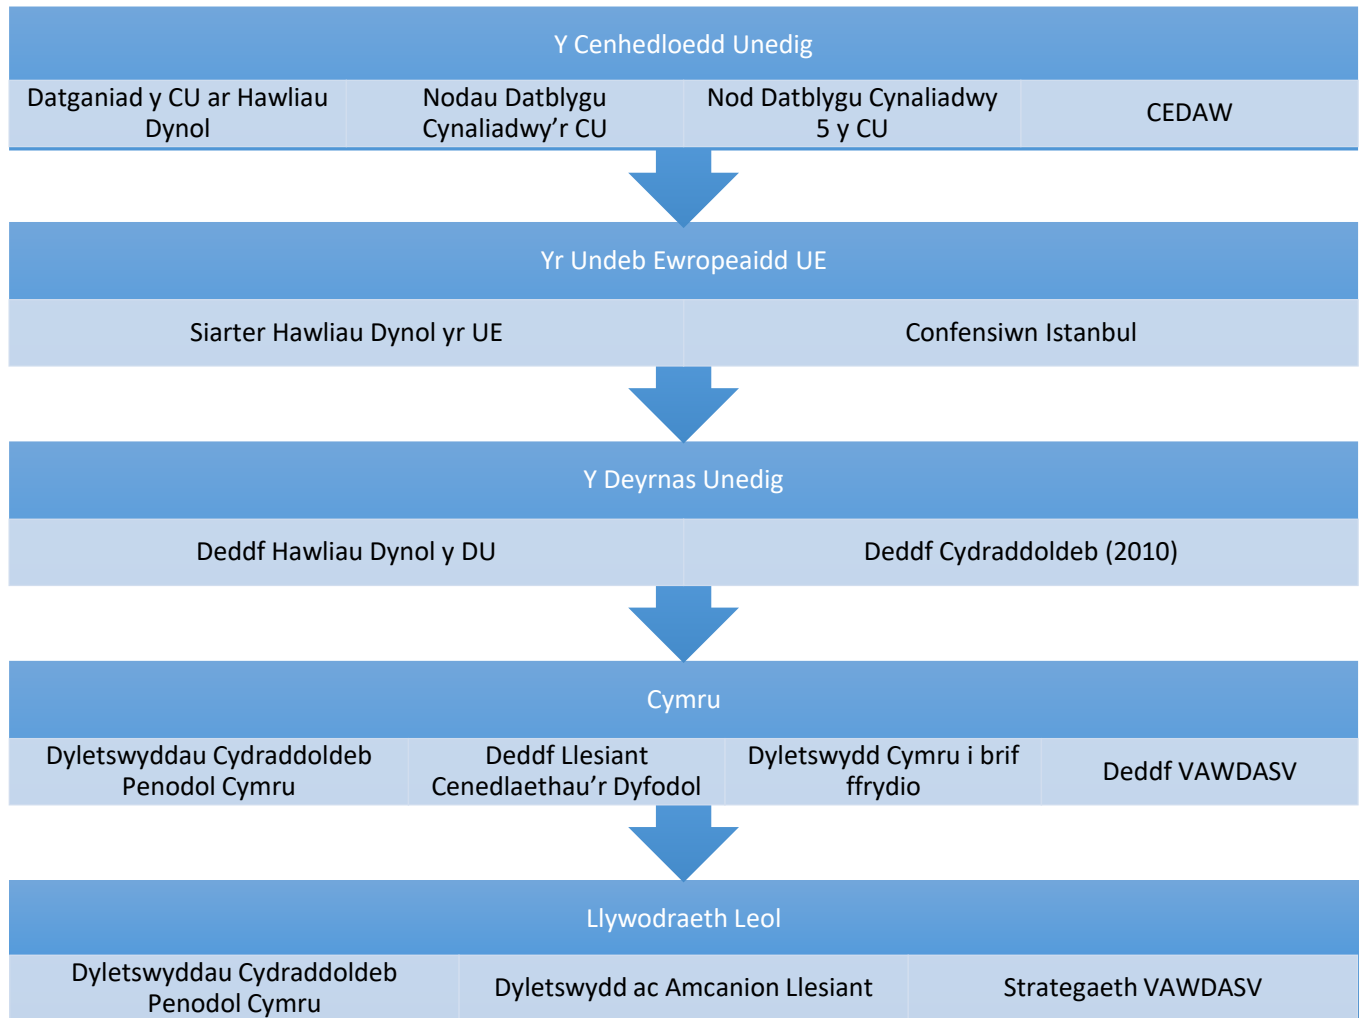 Y Cenhedloedd Unedig
Datganiad y CU ar Hawliau
Dynol
Nodau Datblygu
Cynaliadwy’r CU
Nod Datblygu Cynaliadwy
5 y CU
CEDAW
Yr Undeb Ewropeaidd UE
Siarter Hawliau Dynol yr UE
Confensiwn Istanbul
Y Deyrnas Unedig
Deddf Hawliau Dynol y DU
Deddf Cydraddoldeb (2010)
Cymru
Dyletswyddau Cydraddoldeb
Penodol Cymru
Deddf Llesiant
Cenedlaethau’r Dyfodol
Dyletswydd Cymru i brif
ffrydio
Deddf VAWDASV
Llywodraeth Leol
Dyletswyddau Cydraddoldeb
Penodol Cymru
Dyletswydd ac Amcanion Llesiant
Strategaeth VAWDASV